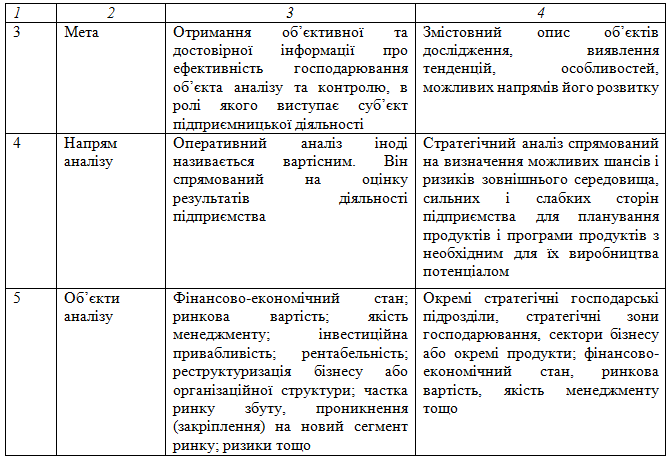 1 2 3 4
3 Мета
Отримання об’єктивної та
достовірної інформації про
ефективність господарювання
об’єкта аналізу та контролю, в
ролі якого виступає суб’єкт
підприємницької діяльності
Змістовний опис об’єктів
дослідження, виявлення
тенденцій, особливостей,
можливих напрямів його розвитку
4 Напрям
аналізу
Оперативний аналіз іноді
називається вартісним. Він
спрямований на оцінку
результатів діяльності
підприємства
Стратегічний аналіз спрямований
на визначення можливих шансів і
ризиків зовнішнього середовища,
сильних і слабких сторін
підприємства для планування
продуктів і програми продуктів з
необхідним для їх виробництва
потенціалом
5 Об’єкти
аналізу
Фінансово-економічний стан;
ринкова вартість; якість
менеджменту; інвестиційна
привабливість; рентабельність;
реструктуризація бізнесу або
організаційної структури; частка
ринку збуту, проникнення
(закріплення) на новий сегмент
ринку; ризики тощо
Окремі стратегічні господарські
підрозділи, стратегічні зони
господарювання, сектори бізнесу
або окремі продукти; фінансово-
економічний стан, ринкова
вартість, якість менеджменту
тощо